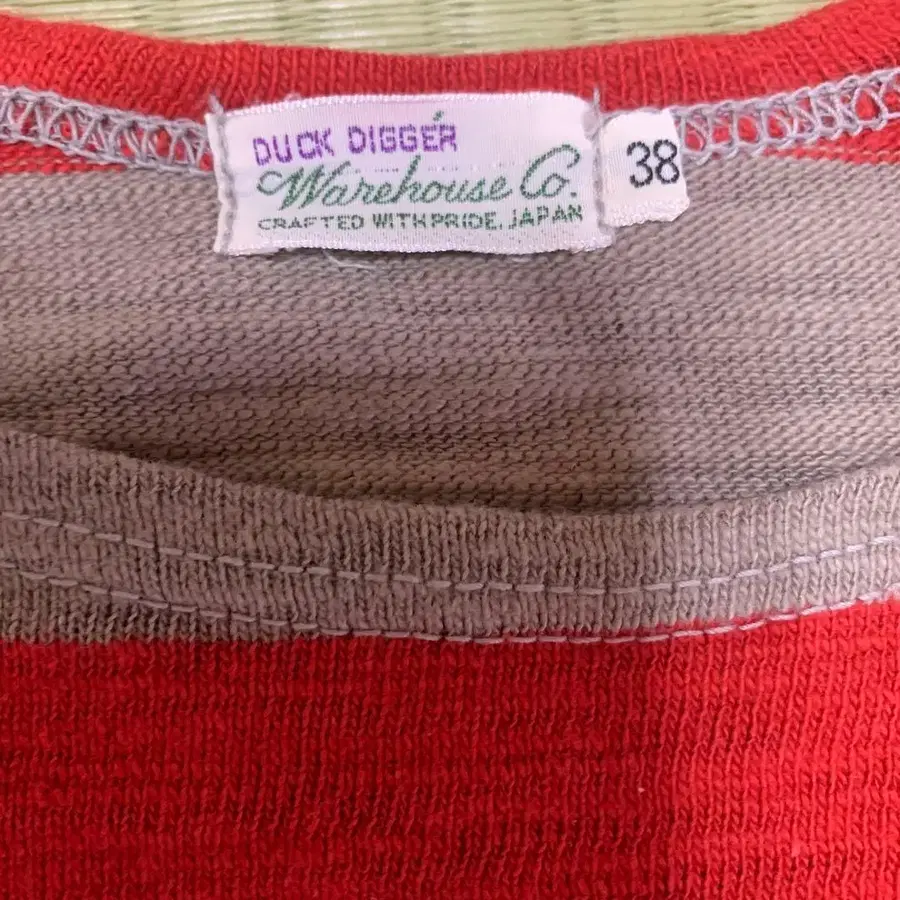 DUCK DIGGER
Warehouse Co.
CRAFTED WITH PRIDE, JAPAN
38